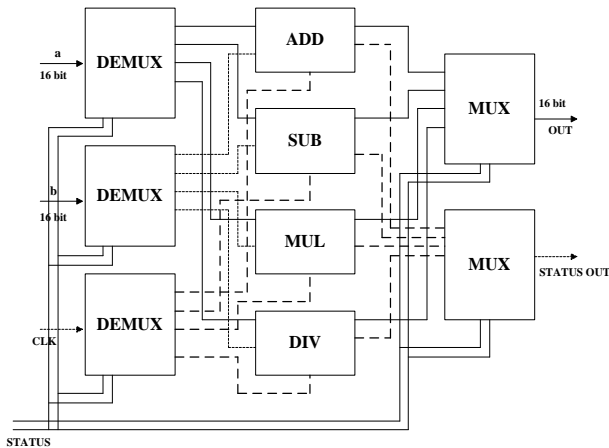 a
16 bit
DEMUX
ADD
MUX
16 bit
OUT
SUB
b
16 bit
DEMUX
MUL
MUX
STATUS OUT
CLK
DEMUX
DIV
STATUS